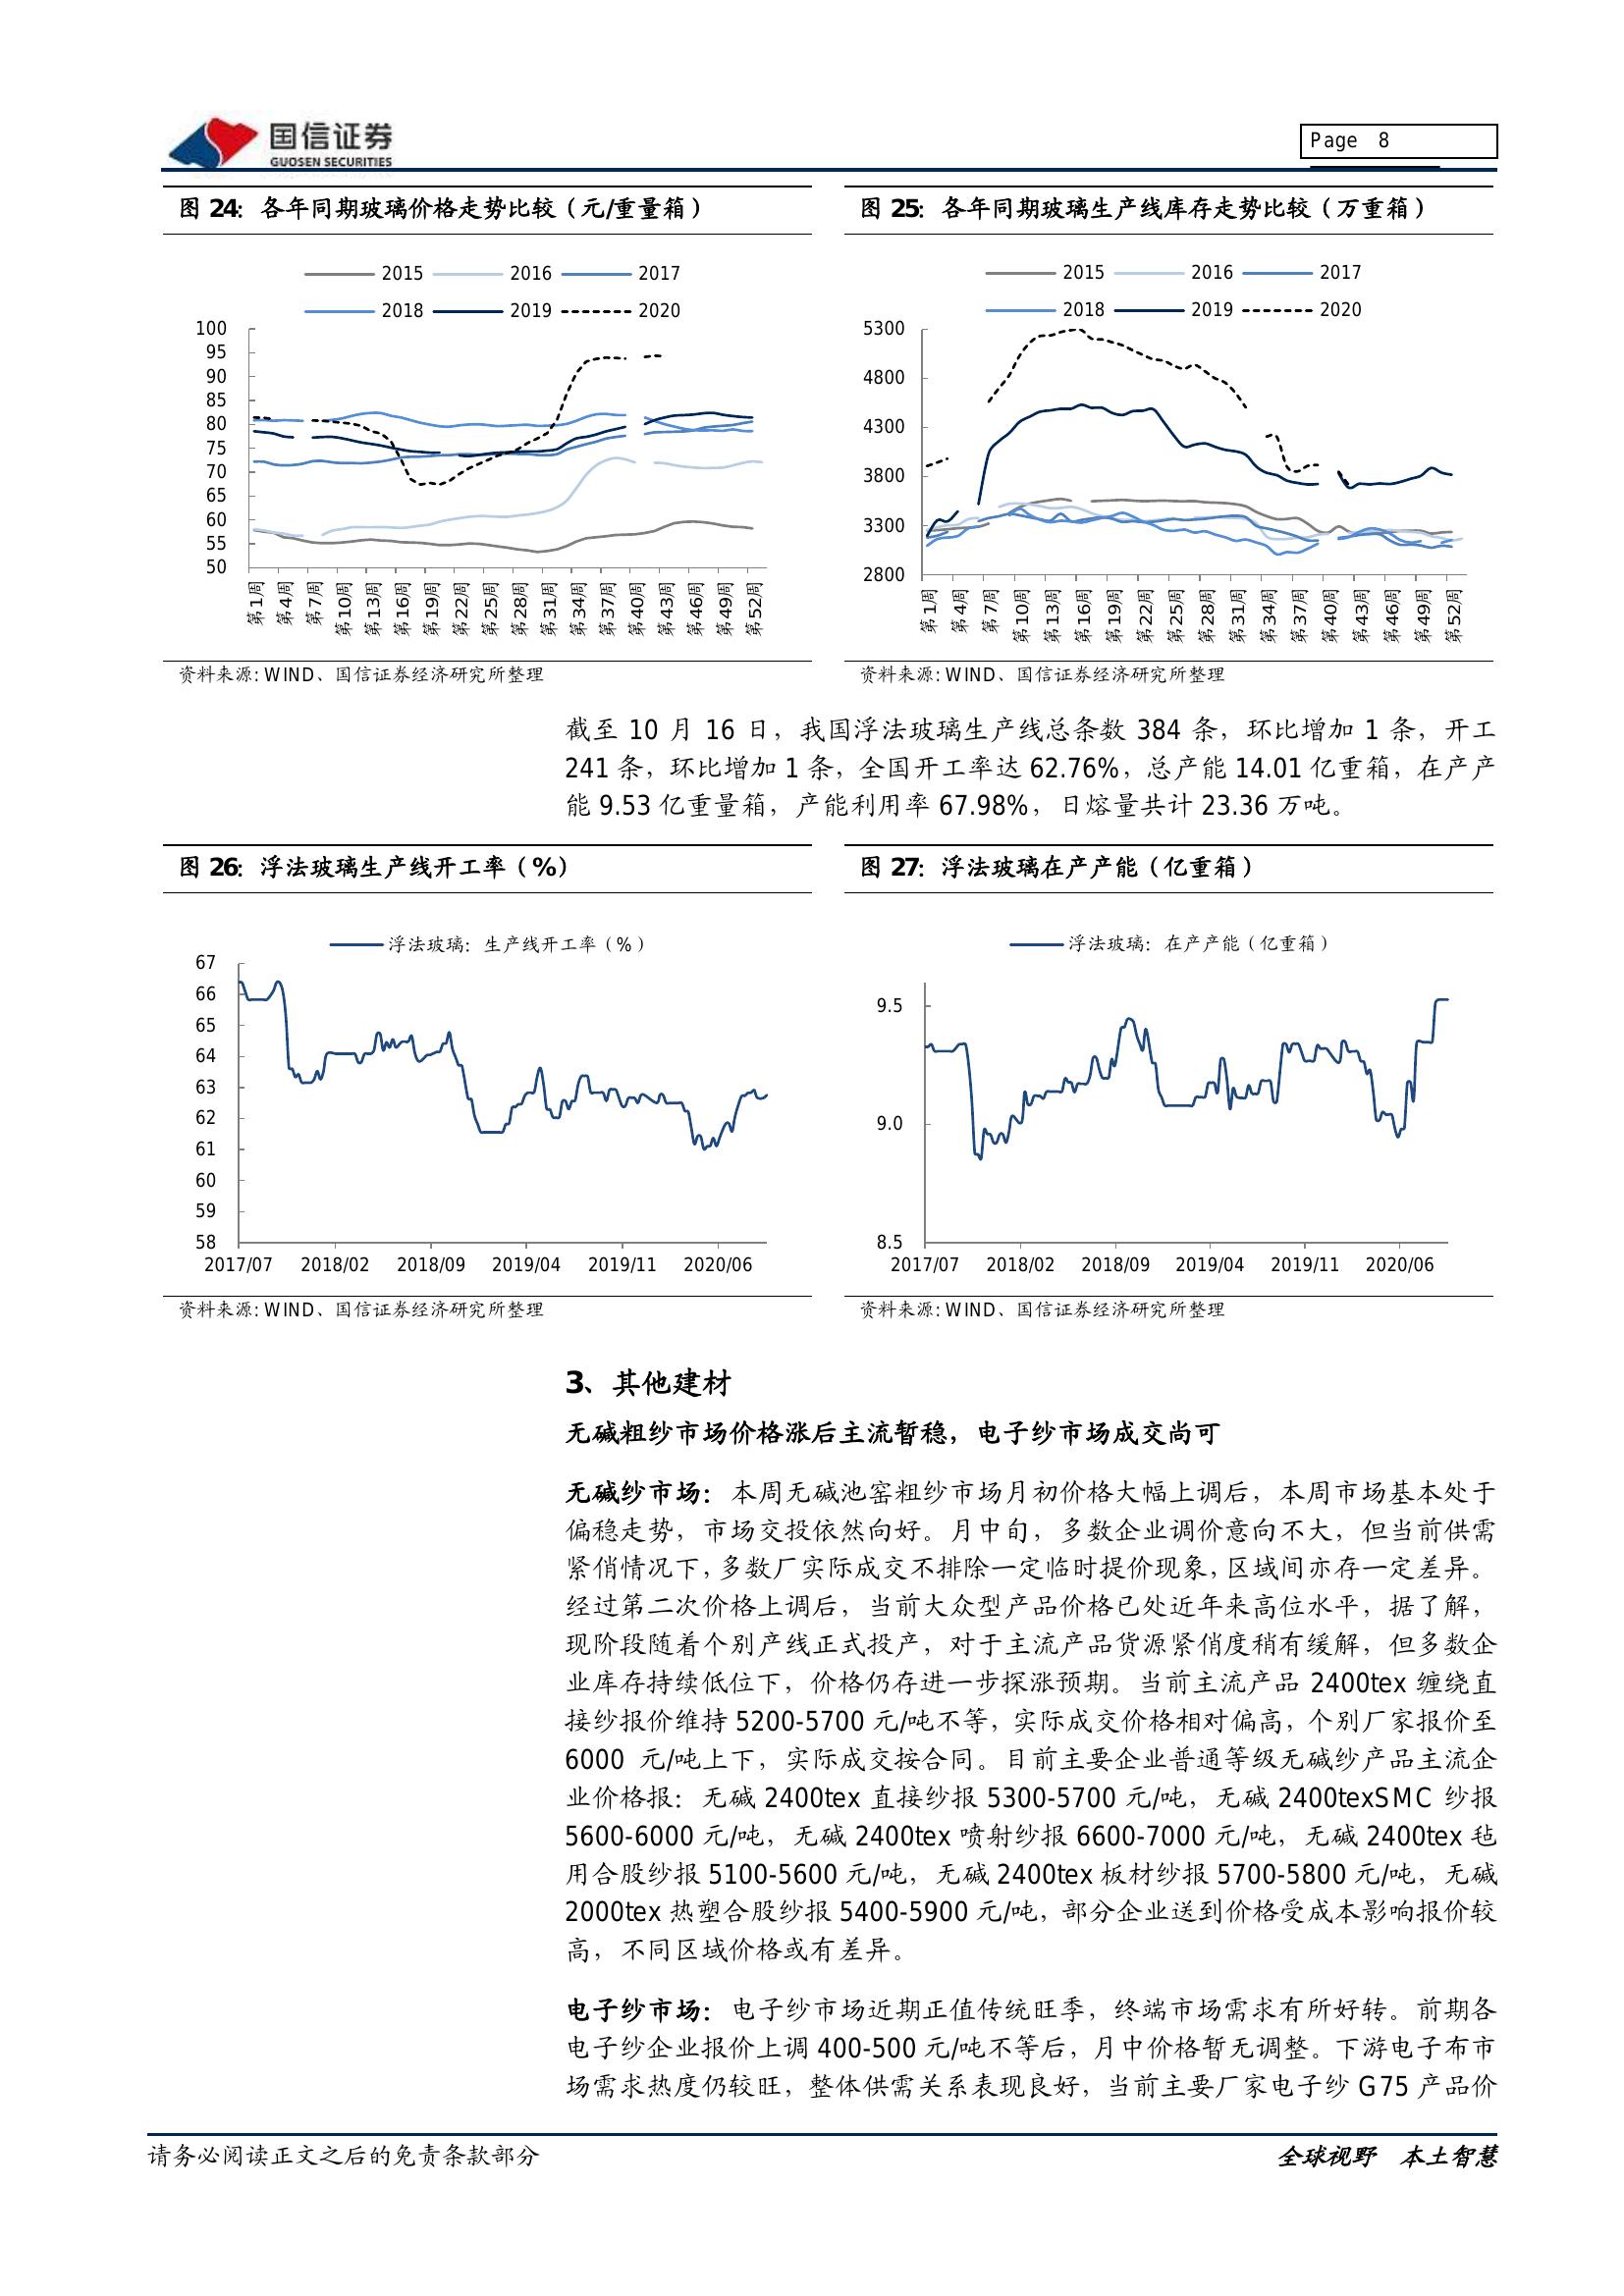 国信证券
GUOSEN SECURITIES
Page 8
图 24：各年同期玻璃价格走势比较（元/重量箱）
2015 2016 2017
2018 2019 2020
100
95
90
85
80
75
70
65
60
55
50
第1周 第4周 第7周 第10周 第13周 第16周 第19周 第22周 第25周 第28周 第31周 第34周 第37周 第40周 第43周 第46周 第49周 第52周
资料来源: WIND、国信证券经济研究所整理
图 25：各年同期玻璃生产线库存走势比较（万重箱）
2015 2016 2017
2018 2019 2020
5300
4800
4300
3800
3300
2800
第1周 第4周 第7周 第10周 第13周 第16周 第19周 第22周 第25周 第28周 第31周 第34周 第37周 第40周 第43周 第46周 第49周 第52周
资料来源: WIND、国信证券经济研究所整理
截至 10 月 16 日，我国浮法玻璃生产线总条数 384 条，环比增加 1 条，开工
241 条，环比增加 1 条，全国开工率达 62.76%，总产能 14.01 亿重箱，在产产
能 9.53 亿重量箱，产能利用率 67.98%，日熔量共计 23.36 万吨。
图 26：浮法玻璃生产线开工率（%）
浮法玻璃：生产线开工率（%）
67
66
65
64
63
62
61
60
59
58
2017/07 2018/02 2018/09 2019/04 2019/11 2020/06
资料来源: WIND、国信证券经济研究所整理
图 27：浮法玻璃在产产能（亿重箱）
浮法玻璃：在产产能（亿重箱）
9.5
9.0
8.5
2017/07 2018/02 2018/09 2019/04 2019/11 2020/06
资料来源: WIND、国信证券经济研究所整理
3、其他建材
无碱粗纱市场价格涨后主流暂稳，电子纱市场成交尚可
无碱纱市场：本周无碱池窑粗纱市场月初价格大幅上调后，本周市场基本处于
偏稳走势，市场交投依然向好。月中旬，多数企业调价意向不大，但当前供需
紧俏情况下，多数厂实际成交不排除一定临时提价现象，区域间亦存一定差异。
经过第二次价格上调后，当前大众型产品价格已处近年来高位水平，据了解，
现阶段随着个别产线正式投产，对于主流产品货源紧俏度稍有缓解，但多数企
业库存持续低位下，价格仍存进一步探涨预期。当前主流产品 2400tex 缠绕直
接纱报价维持 5200-5700 元/吨不等，实际成交价格相对偏高，个别厂家报价至
6000 元/吨上下，实际成交按合同。目前主要企业普通等级无碱纱产品主流企
业价格报：无碱 2400tex 直接纱报 5300-5700 元/吨，无碱 2400texSMC 纱报
5600-6000 元/吨，无碱 2400tex 喷射纱报 6600-7000 元/吨，无碱 2400tex 毡
用合股纱报 5100-5600 元/吨，无碱 2400tex 板材纱报 5700-5800 元/吨，无碱
2000tex 热塑合股纱报 5400-5900 元/吨，部分企业送到价格受成本影响报价较
高，不同区域价格或有差异。
电子纱市场：电子纱市场近期正值传统旺季，终端市场需求有所好转。前期各
电子纱企业报价上调 400-500 元/吨不等后，月中价格暂无调整。下游电子布市
场需求热度仍较旺，整体供需关系表现良好，当前主要厂家电子纱 G75 产品价
请务必阅读正文之后的免责条款部分
全球视野 本土智慧